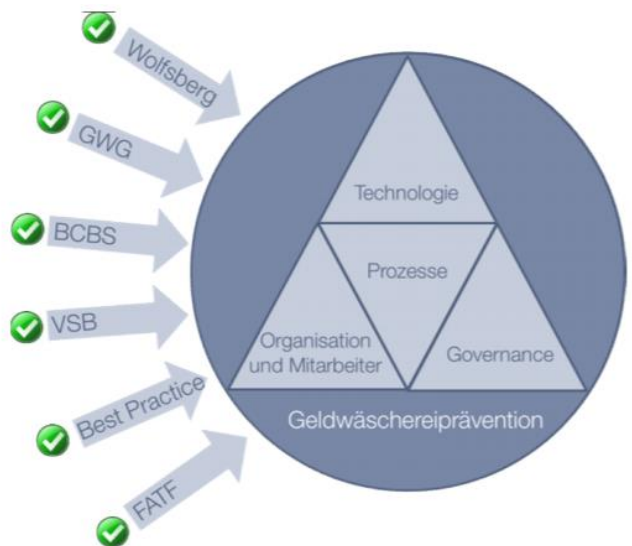 Wolfsberg
GWG
BCBS
VSB
Best Practice
FATF
Technologie
Prozesse
Organisation
und Mitarbeiter
Governance
Geldwäschereiprävention